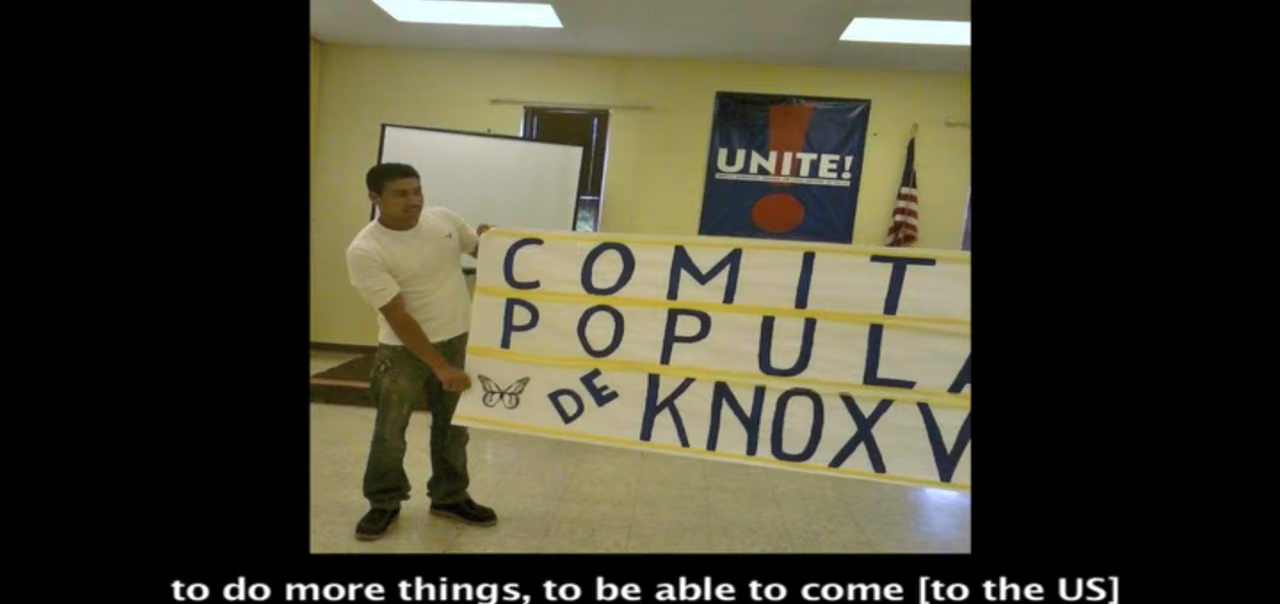 UNITE!
COMIT
POPULA
DE KNOXV
to do more things, to be able to come [to the US]